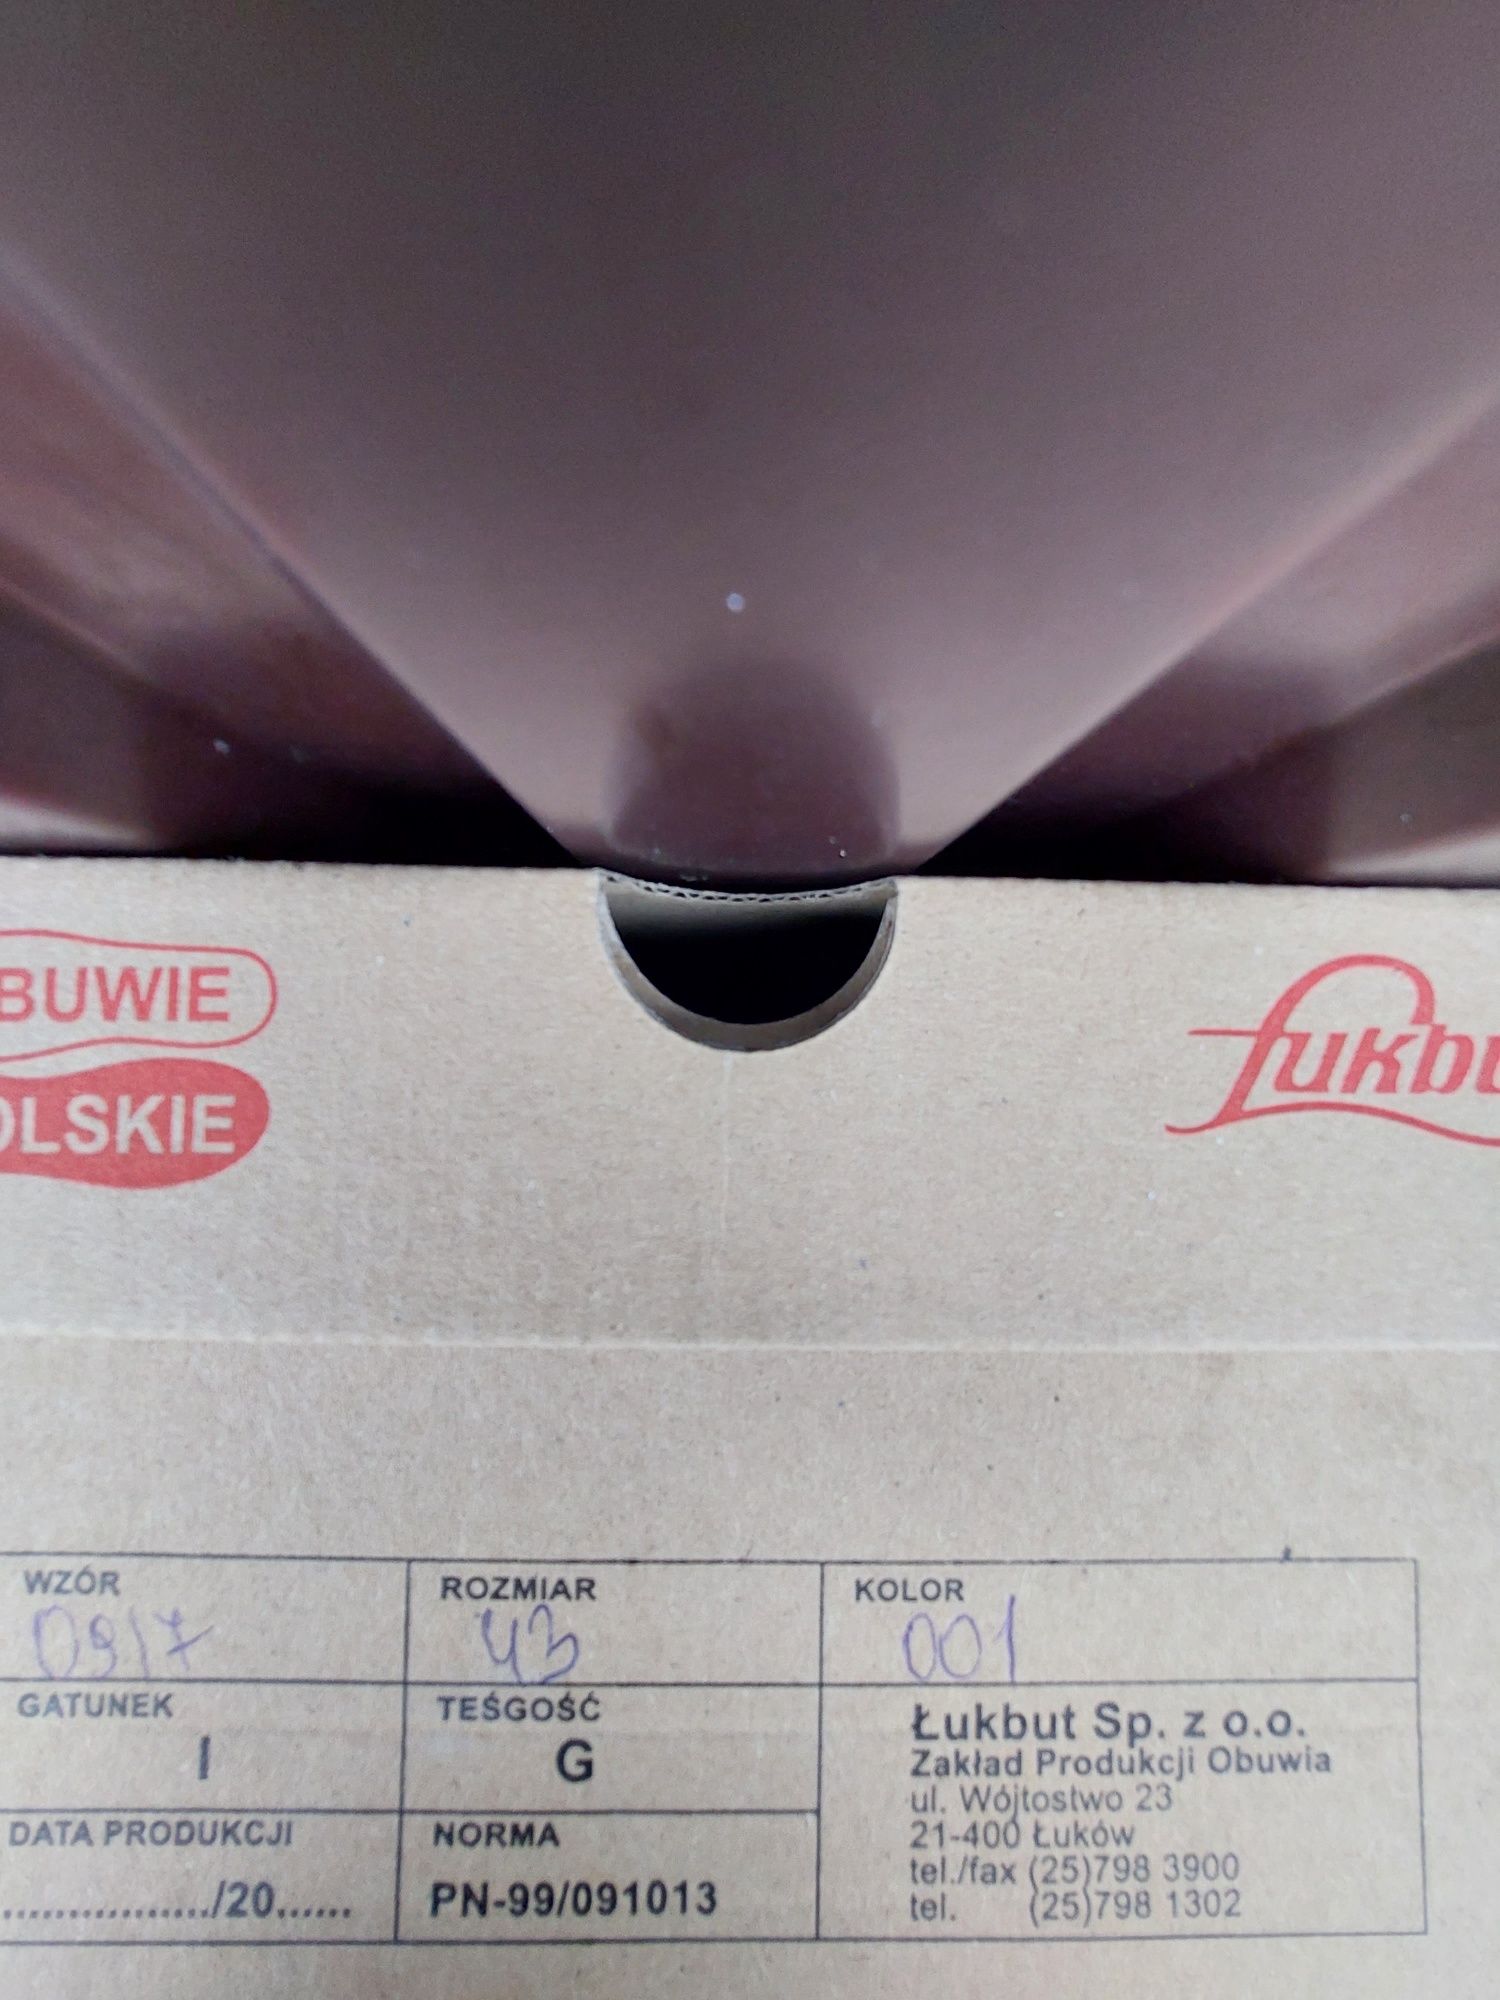 BUWIE
OLSKIE
Łukbu
WZÓR
0917
ROZMIAR
43
KOLOR
001
GATUNEK
I
TEŚGOŚĆ
G
Łukbut Sp. z o.o.
Zakład Produkcji Obuwia
ul. Wójtostwo 23
21-400 Łuków
tel./fax (25)798 3900
tel. (25)798 1302
DATA PRODUKCJI
................/20......
NORMA
PN-99/091013